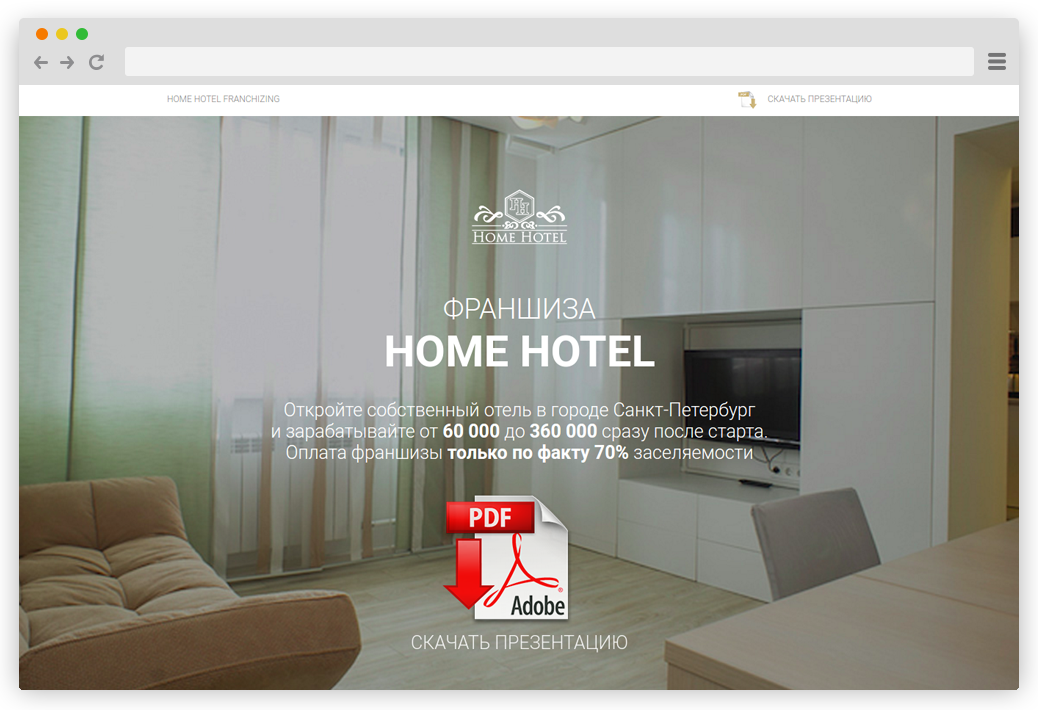 HOME HOTEL FRANCHIZING
СКАЧАТЬ ПРЕЗЕНТАЦИЮ
HH
HOME HOTEL
ФРАНШИЗА
HOME HOTEL
Откройте собственный отель в городе Санкт-Петербург
и зарабатывайте от 60 000 до 360 000 сразу после старта.
Оплата франшизы только по факту 70% заселяемости
PDF
Adobe
СКАЧАТЬ ПРЕЗЕНТАЦИЮ